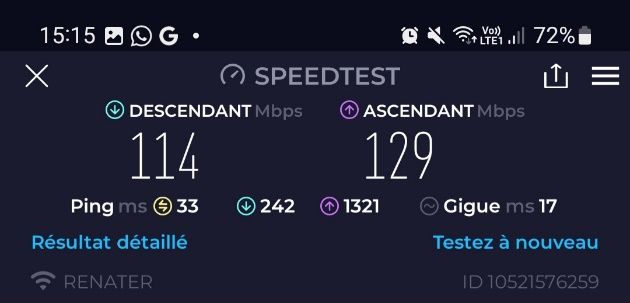 15:15 72%
Vo)) LTE1
SPEEDTEST
DESCENDANT Mbps ASCENDANT Mbps
114 129
Ping ms 33 242 1321 Gigue ms 17
Résultat détaillé Testez à nouveau
RENATER ID 10521576259